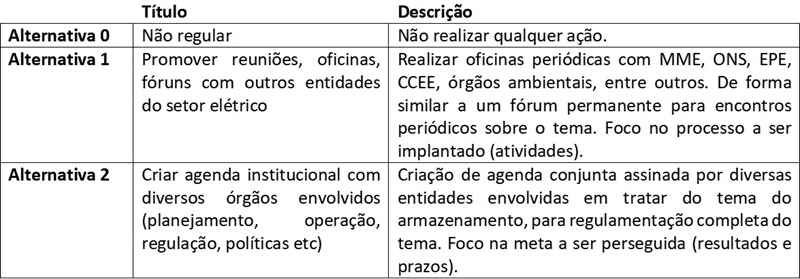 Título Descrição
Alternativa 0 Não regular Não realizar qualquer ação.
Alternativa 1 Promover reuniões, oficinas, Realizar oficinas periódicas com MME, ONS, EPE,
fóruns com outros entidades CCEE, órgãos ambientais, entre outros. De forma
do setor elétrico similar a um fórum permanente para encontros
periódicos sobre o tema. Foco no processo a ser
implantado (atividades).
Alternativa 2 Criar agenda institucional com Criação de agenda conjunta assinada por diversas
diversos órgãos envolvidos entidades envolvidas em tratar do tema do
(planejamento, operação, armazenamento, para regulamentação completa do
regulação, políticas etc) tema. Foco na meta a ser perseguida (resultados e
prazos).